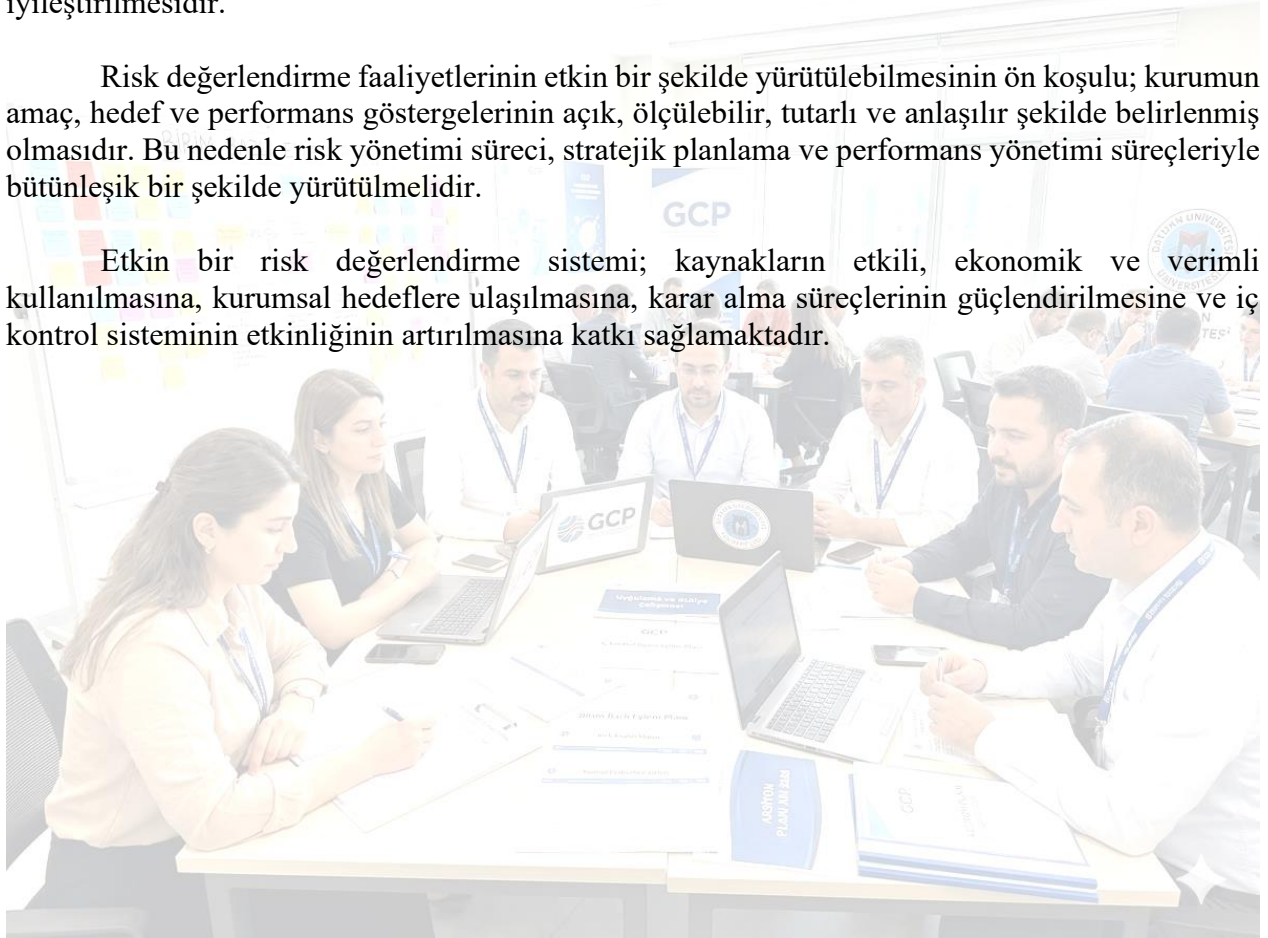 iyileştirilmesidir.
Risk değerlendirme faaliyetlerinin etkin bir şekilde yürütülebilmesinin ön koşulu; kurumun
amaç, hedef ve performans göstergelerinin açık, ölçülebilir, tutarlı ve anlaşılır şekilde belirlenmiş
olmasıdır. Bu nedenle risk yönetimi süreci, stratejik planlama ve performans yönetimi süreçleriyle
bütünleşik bir şekilde yürütülmelidir.
GCP
Etkin bir risk değerlendirme sistemi; kaynakların etkili, ekonomik ve verimli
kullanılmasına, kurumsal hedeflere ulaşılmasına, karar alma süreçlerinin güçlendirilmesine ve iç
kontrol sisteminin etkinliğinin artırılmasına katkı sağlamaktadır.
GCP
GCP
GCP